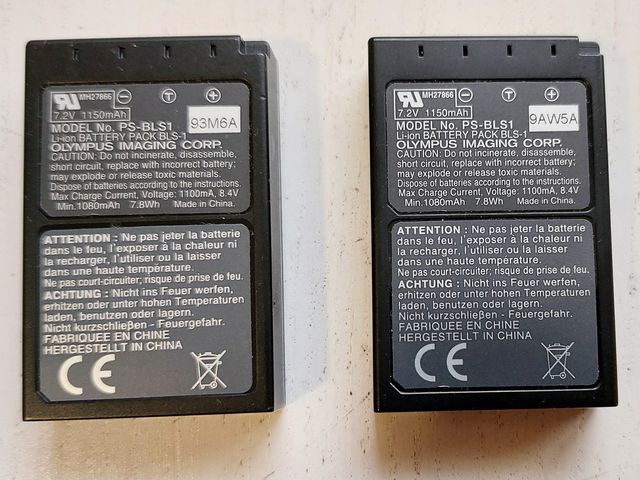 MH27866 − T +
7.2V 1150mAh
MODEL No. PS-BLS1
93M6A
Li-ion BATTERY PACK BLS-1
OLYMPUS IMAGING CORP.
CAUTION: Do not incinerate, disassemble,
short circuit, replace with incorrect battery;
may explode or release toxic materials.
Dispose of batteries according to the instructions.
Max Charge Current, Voltage: 1100mA, 8.4V
Min.1080mAh 7.8Wh Made in China.
ATTENTION : Ne pas jeter la batterie
dans le feu, l'exposer à la chaleur ni
la recharger, l'utiliser ou la laisser
dans une haute température.
Ne pas court-circuiter; risque de prise de feu.
ACHTUNG : Nicht ins Feuer werfen,
erhitzen oder unter hohen Temperaturen
laden, benutzen oder lagern.
Nicht kurzschließen - Feuergefahr.
FABRIQUEE EN CHINE
HERGESTELLT IN CHINA
CE
MH27866 − T +
7.2V 1150mAh
MODEL No. PS-BLS1
9AW5A
Li-ion BATTERY PACK BLS-1
OLYMPUS IMAGING CORP.
CAUTION: Do not incinerate, disassemble,
short circuit, replace with incorrect battery;
may explode or release toxic materials.
Dispose of batteries according to the instructions.
Max Charge Current, Voltage: 1100mA, 8.4V
Min.1080mAh 7.8Wh Made in China.
ATTENTION : Ne pas jeter la batterie
dans le feu, l'exposer à la chaleur ni
la recharger, l'utiliser ou la laisser
dans une haute température.
Ne pas court-circuiter; risque de prise de feu.
ACHTUNG : Nicht ins Feuer werfen,
erhitzen oder unter hohen Temperaturen
laden, benutzen oder lagern.
Nicht kurzschließen - Feuergefahr.
FABRIQUEE EN CHINE
HERGESTELLT IN CHINA
CE